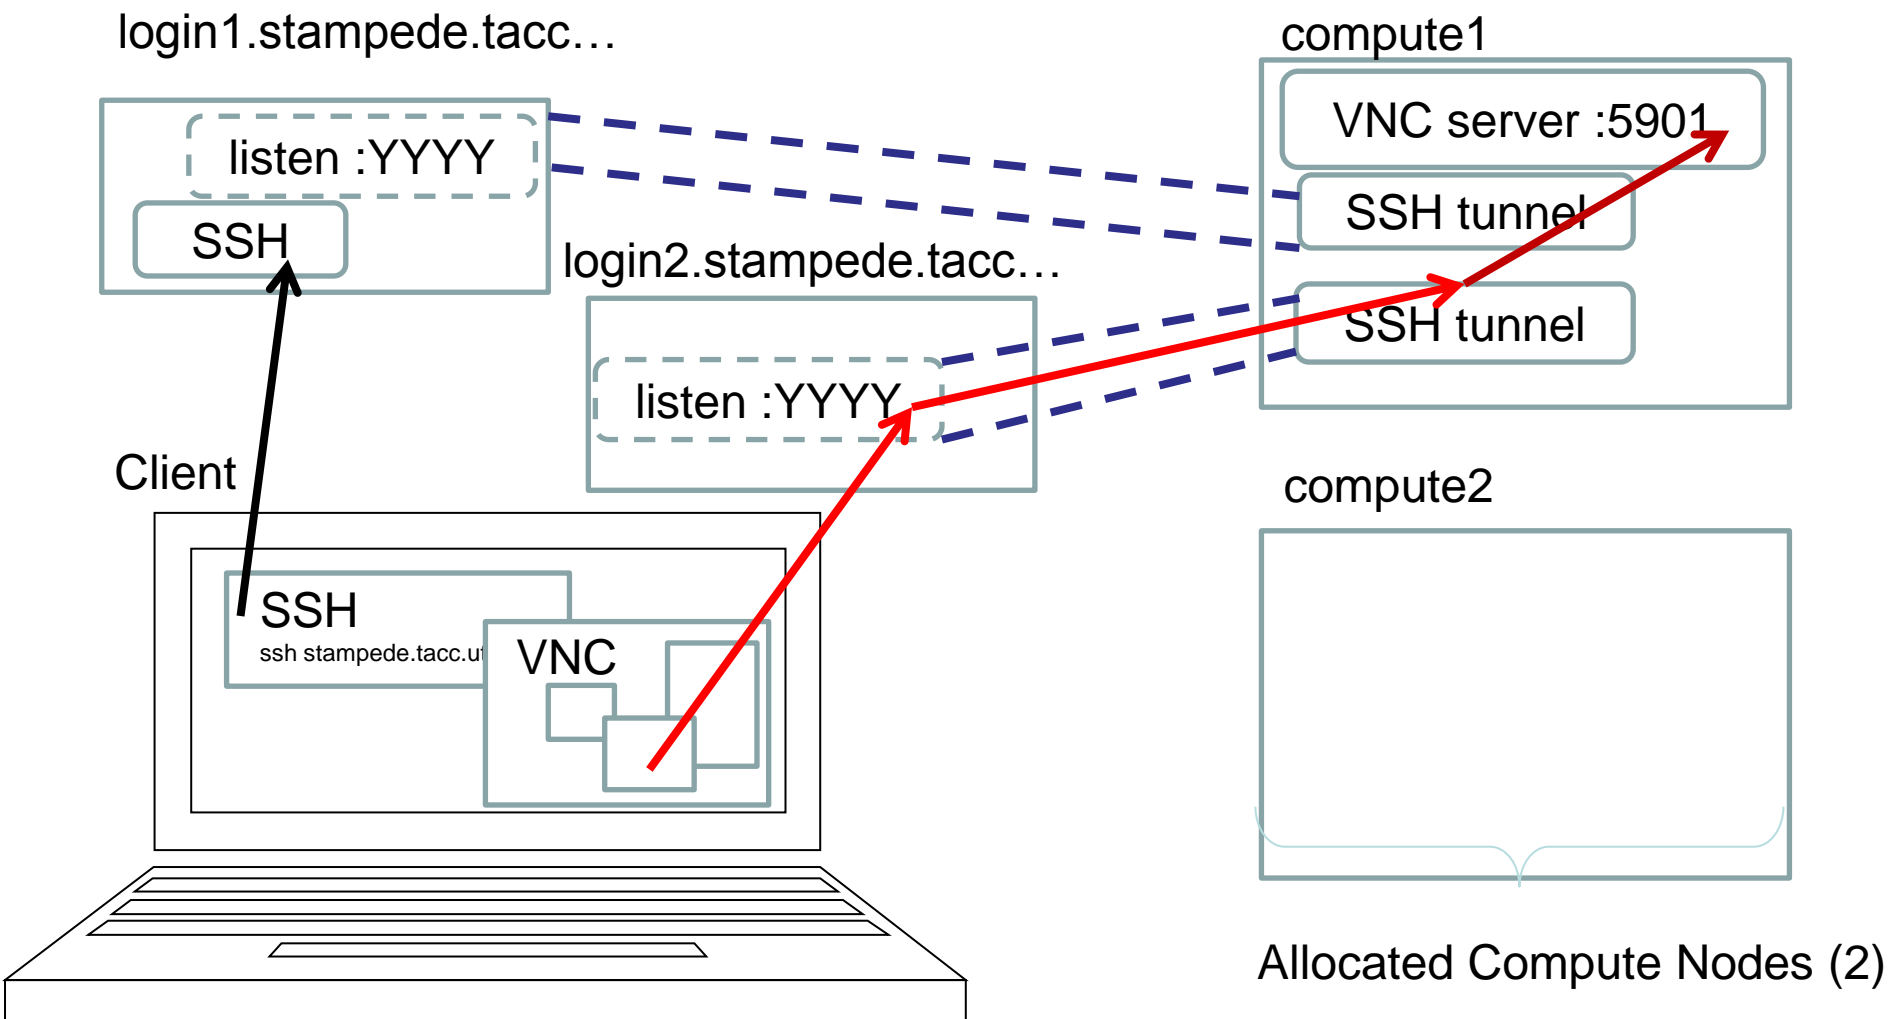 login1.stampede.tacc…
compute1
listen :YYYY
SSH
VNC server :5901
SSH tunnel
SSH tunnel
login2.stampede.tacc…
listen :YYYY
Client
SSH
ssh stampede.tacc.ut
VNC
compute2
Allocated Compute Nodes (2)